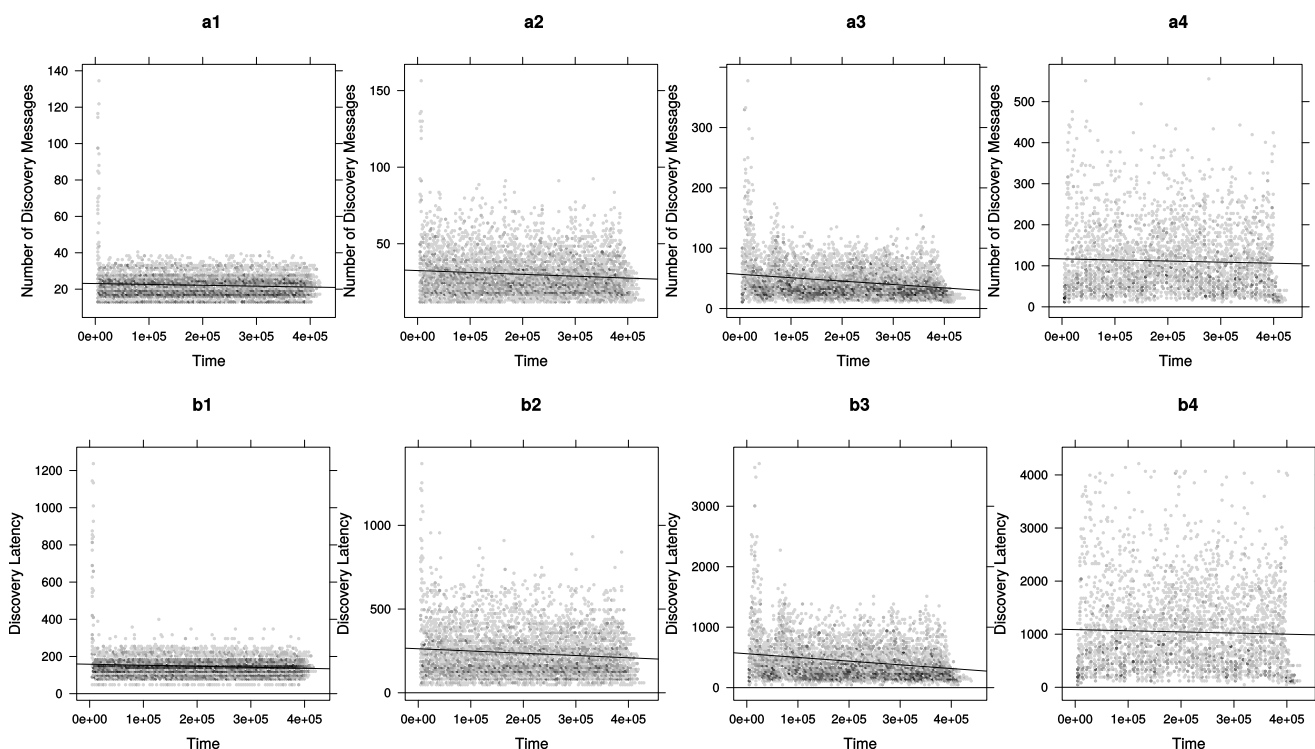 a1
a2
a3
a4
Number of Discovery Messages
140
120
100
80
60
40
20
0e+00 1e+05 2e+05 3e+05 4e+05
Time
Number of Discovery Messages
150
100
50
0e+00 1e+05 2e+05 3e+05 4e+05
Time
Number of Discovery Messages
300
200
100
0
0e+00 1e+05 2e+05 3e+05 4e+05
Time
Number of Discovery Messages
500
400
300
200
100
0
0e+00 1e+05 2e+05 3e+05 4e+05
Time
b1
b2
b3
b4
Discovery Latency
1200
1000
800
600
400
200
0
0e+00 1e+05 2e+05 3e+05 4e+05
Time
Discovery Latency
1000
500
0
0e+00 1e+05 2e+05 3e+05 4e+05
Time
Discovery Latency
3000
2000
1000
0
0e+00 1e+05 2e+05 3e+05 4e+05
Time
Discovery Latency
4000
3000
2000
1000
0
0e+00 1e+05 2e+05 3e+05 4e+05
Time